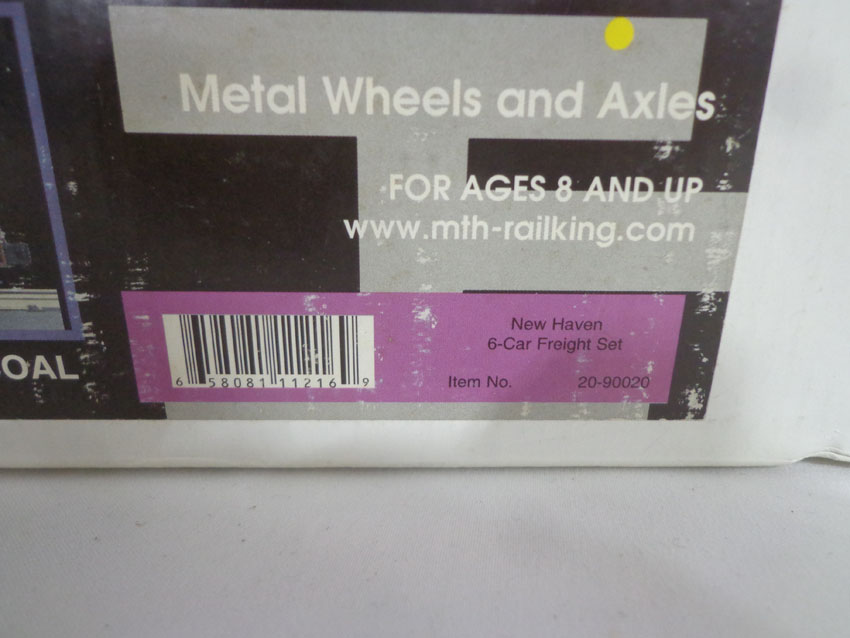 Metal Wheels and Axles
FOR AGES 8 AND UP
www.mth-railking.com
OAL
New Haven
6-Car Freight Set
Item No. 20-90020
6 58081 11216 9